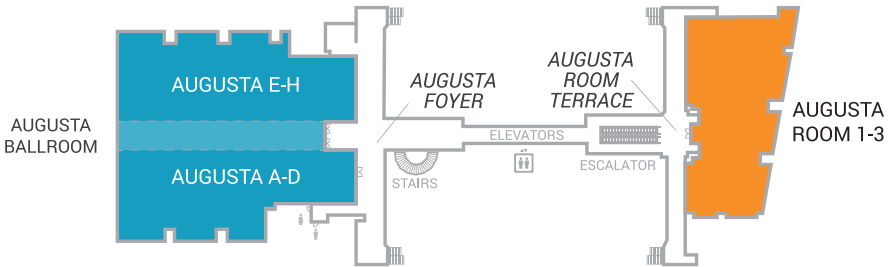 AUGUSTA
BALLROOM
AUGUSTA E-H
AUGUSTA A-D
AUGUSTA
FOYER
STAIRS
ELEVATORS
AUGUSTA
ROOM
TERRACE
ESCALATOR
AUGUSTA
ROOM 1-3